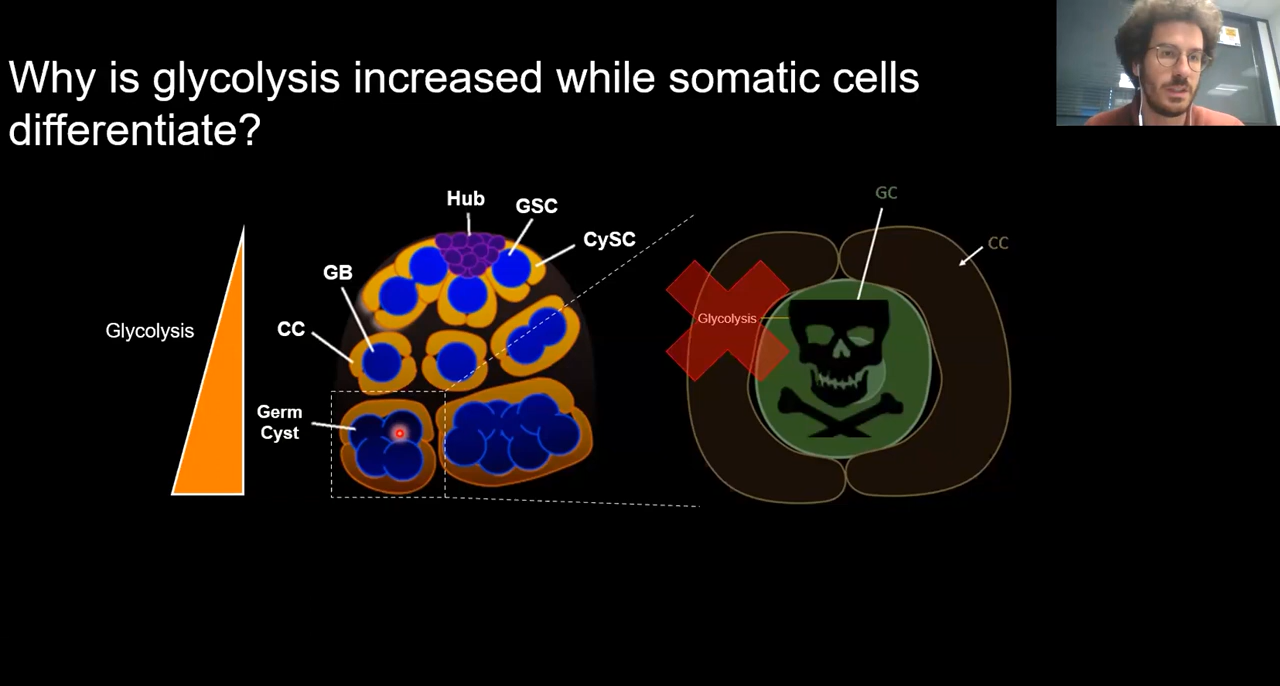 Why is glycolysis increased while somatic cells
differentiate?
Hub
GSC
CySC
GB
CC
Glycolysis
Germ
Cyst
GC
CC
Glycolysis